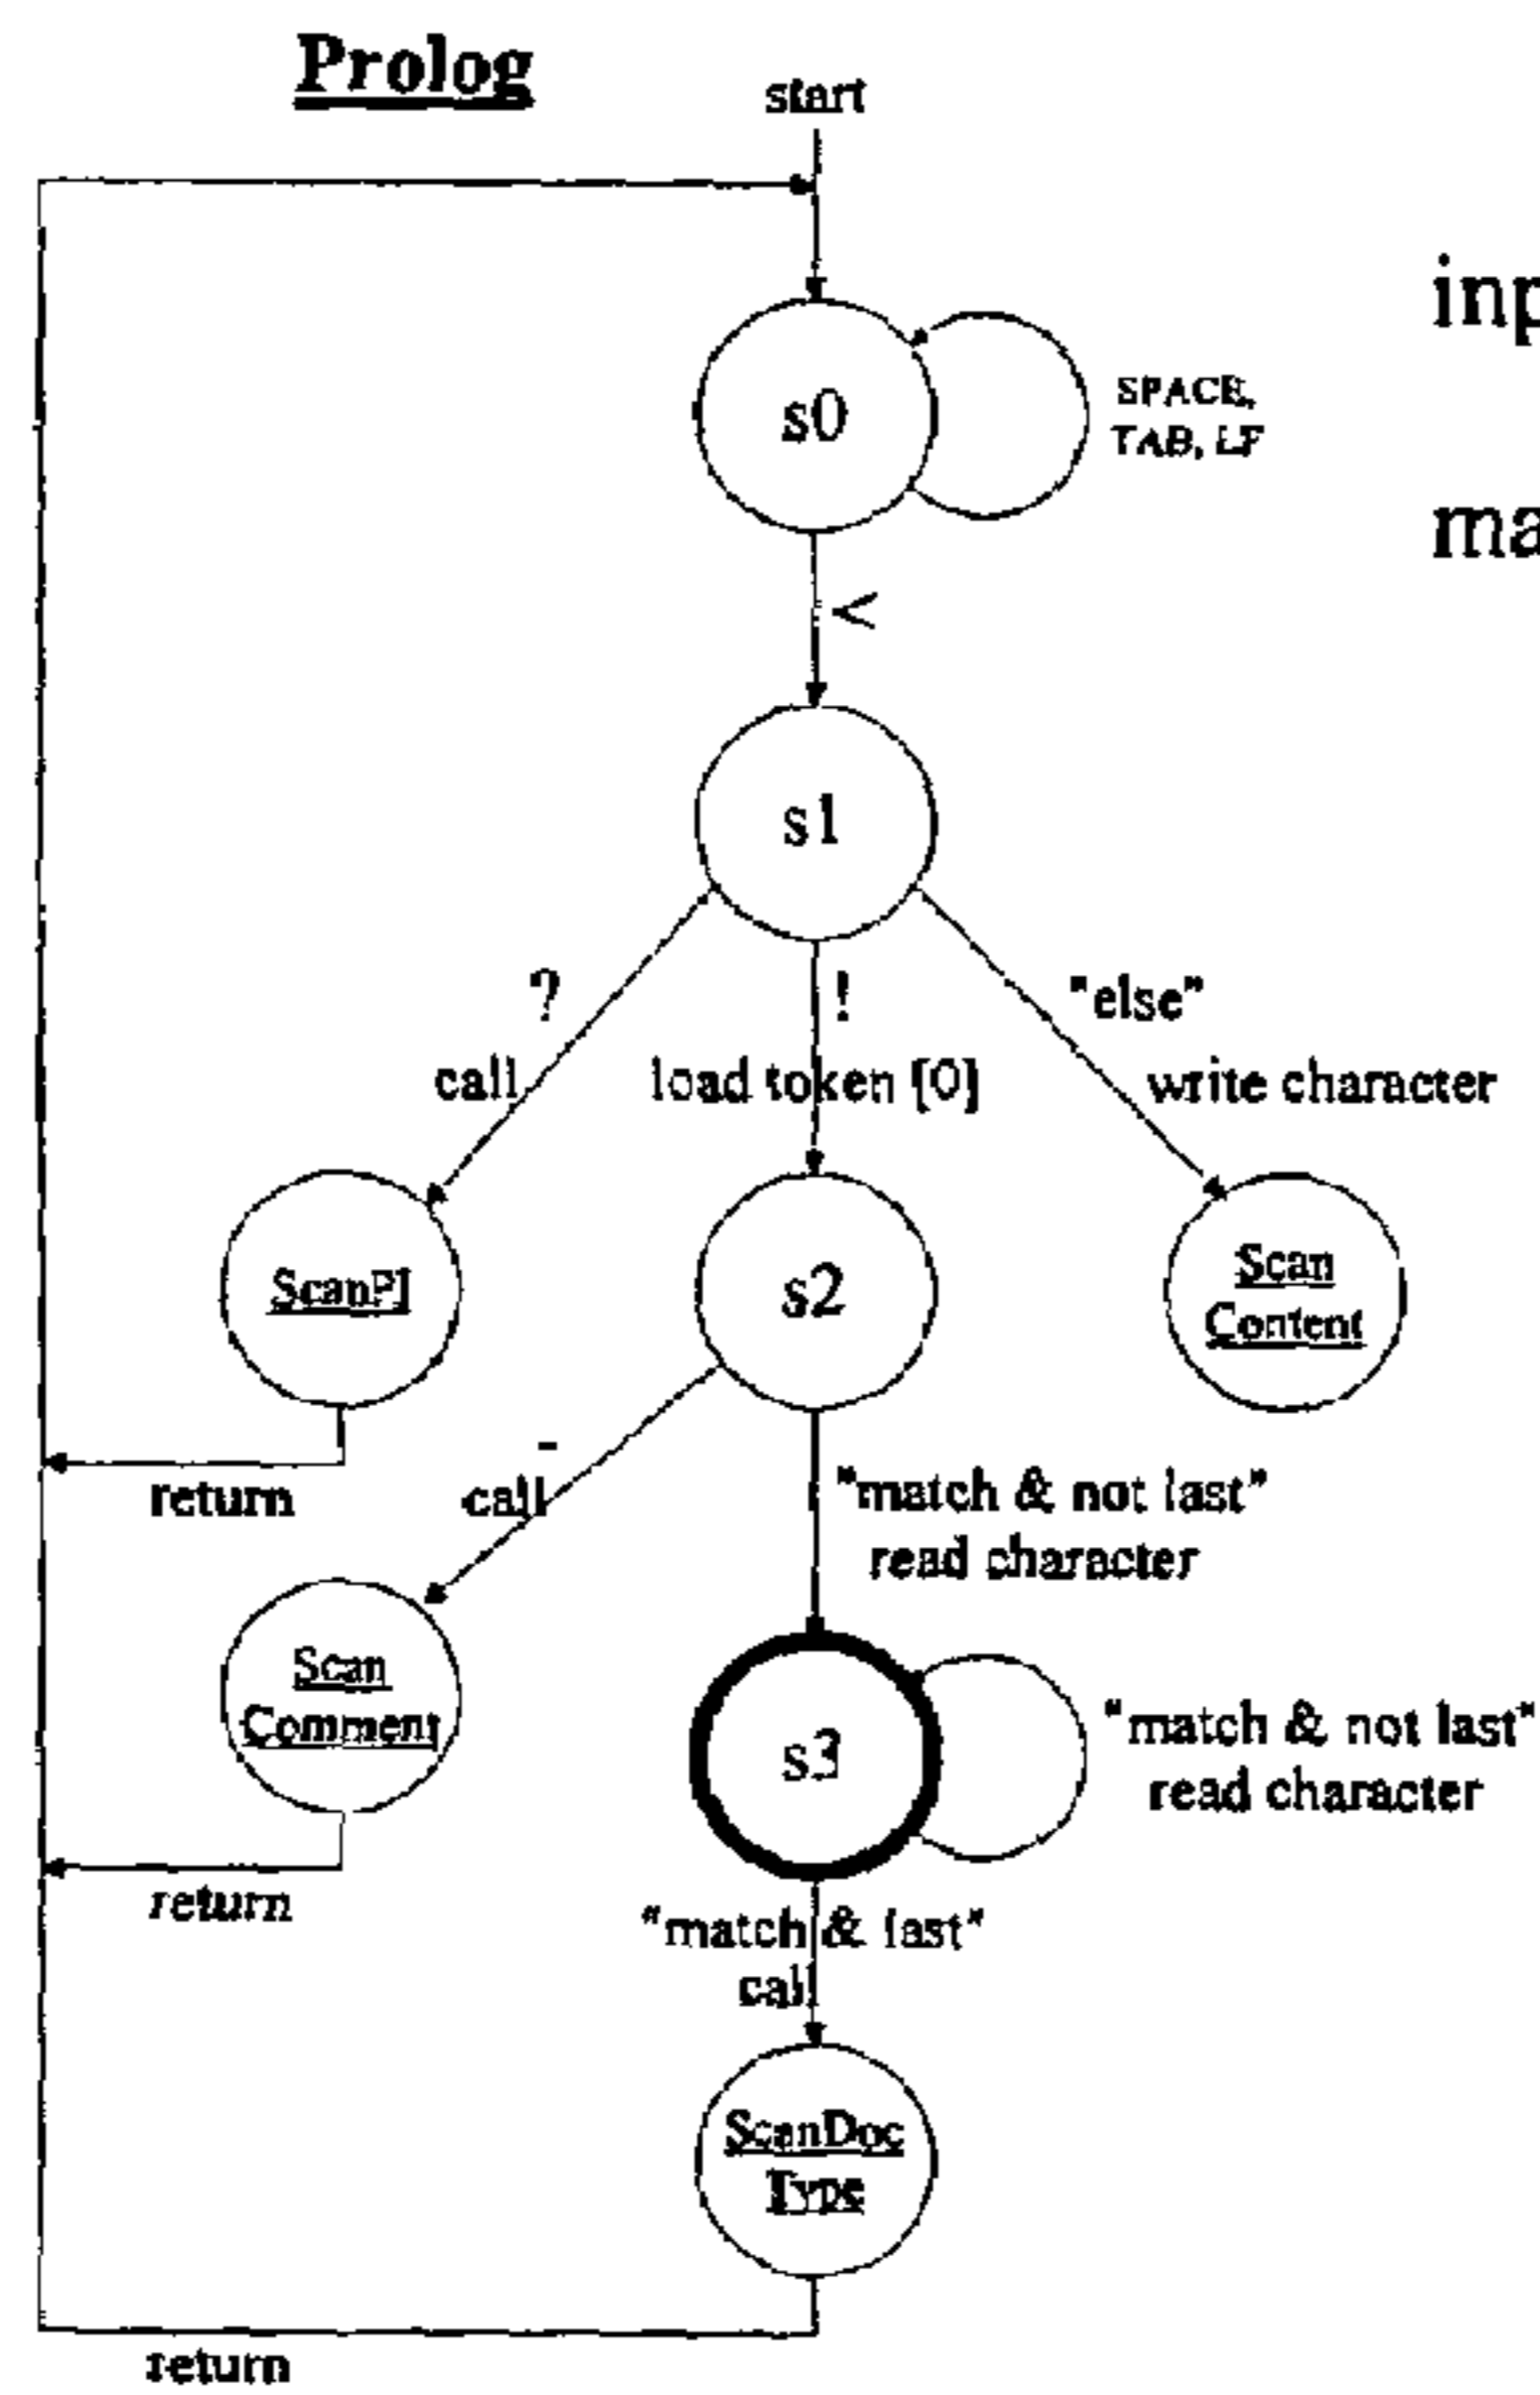 Prolog
start
s0
SPACE,
TAB, LF
<
s1
?
!
"else"
call
load token [0]
write character
ScanPI
s2
Scan
Content
-
call
"match & not last"
read character
return
Scan
Comment
s3
"match & not last"
read character
return
"match & last"
call
ScanDoc
Type
return